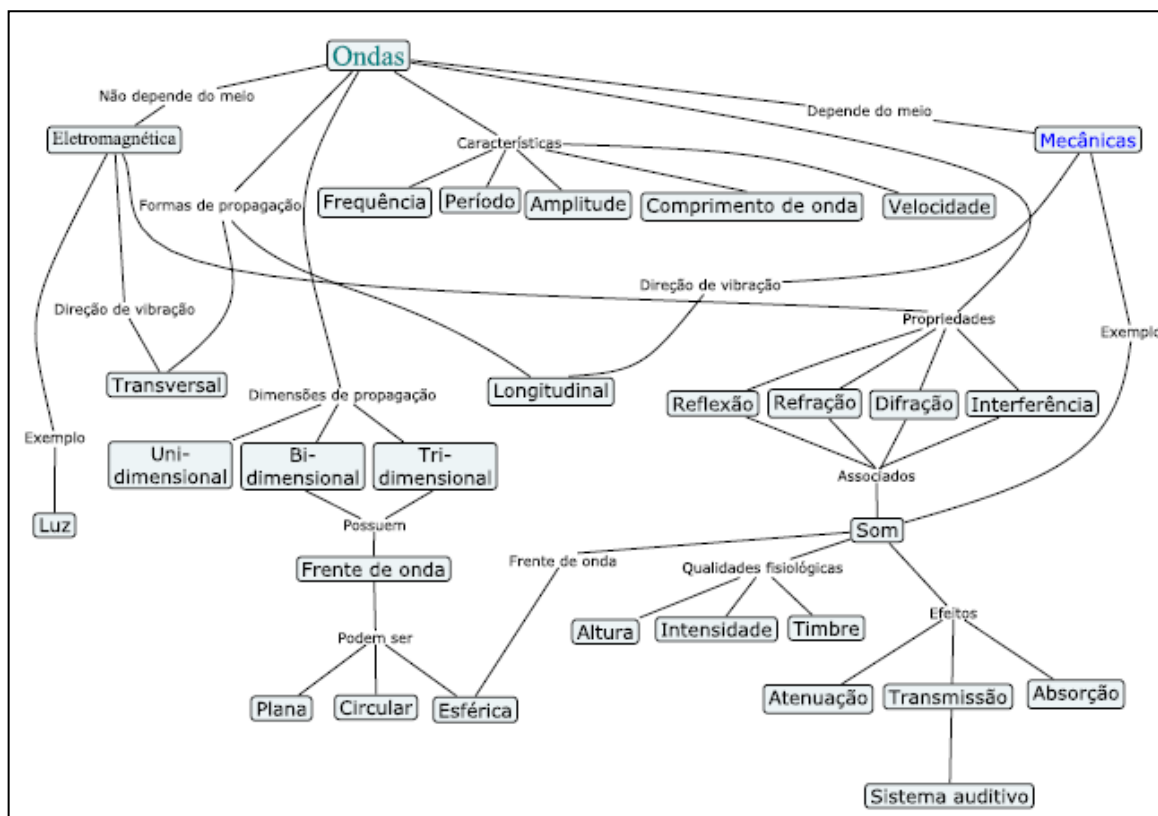 Ondas
Não depende do meio
Depende do meio
Eletromagnética
Características
Mecânicas
Formas de propagação
Frequência
Período
Amplitude
Comprimento de onda
Velocidade
Direção de vibração
Direção de vibração
Propriedades
Exemplo
Transversal
Dimensões de propagação
Longitudinal
Reflexão
Refração
Difração
Interferência
Exemplo
Uni-
dimensional
Bi-
dimensional
Tri-
dimensional
Associados
Luz
Possuem
Som
Frente de onda
Frente de onda
Qualidades fisiológicas
Altura
Intensidade
Timbre
Efeitos
Podem ser
Plana
Circular
Esférica
Atenuação
Transmissão
Absorção
Sistema auditivo